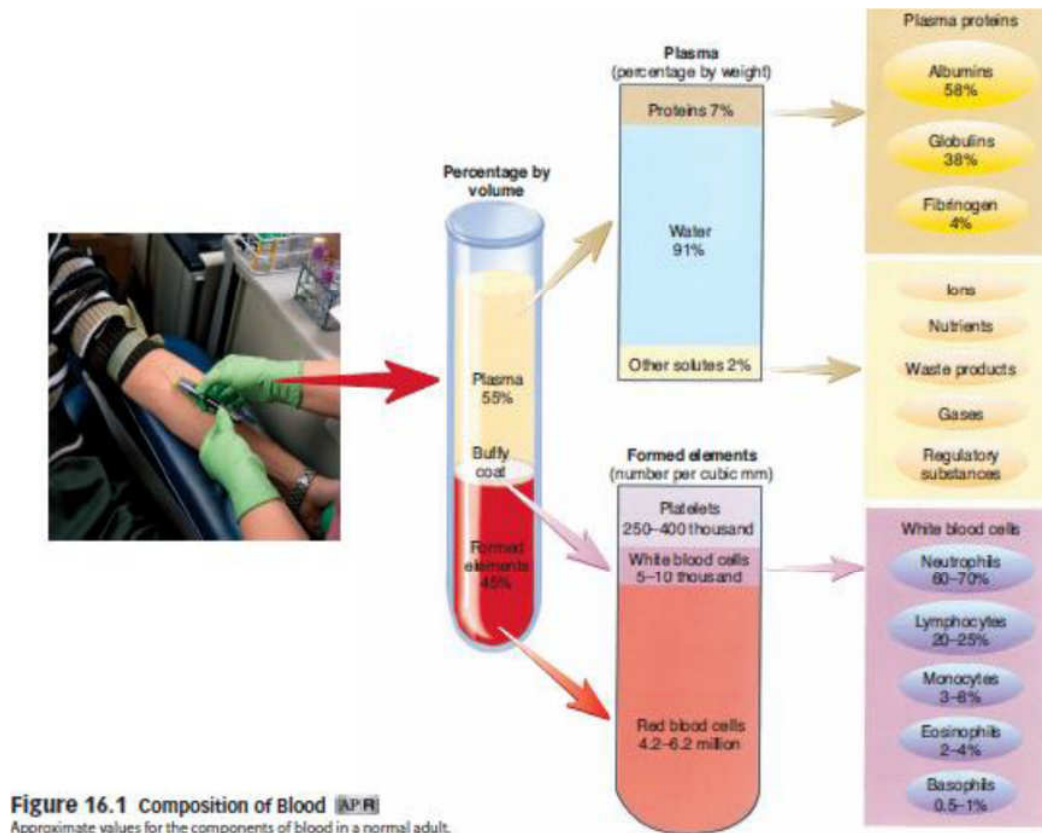 Plasma
(percentage by weight)
Proteins 7%
Water
91%
Other solutes 2%
Plasma proteins
Albumins
58%
Globulins
38%
Fibrinogen
4%
Ions
Nutrients
Waste products
Gases
Regulatory
substances
Percentage by
volume
Plasma
55%
Buffy
coat
Formed
elements
45%
Formed elements
(number per cubic mm)
Platelets
250–400 thousand
White blood cells
5–10 thousand
Red blood cells
4.2–6.2 million
White blood cells
Neutrophils
60–70%
Lymphocytes
20–25%
Monocytes
3–8%
Eosinophils
2–4%
Basophils
0.5–1%
Figure 16.1 Composition of Blood AP|R
Approximate values for the components of blood in a normal adult.